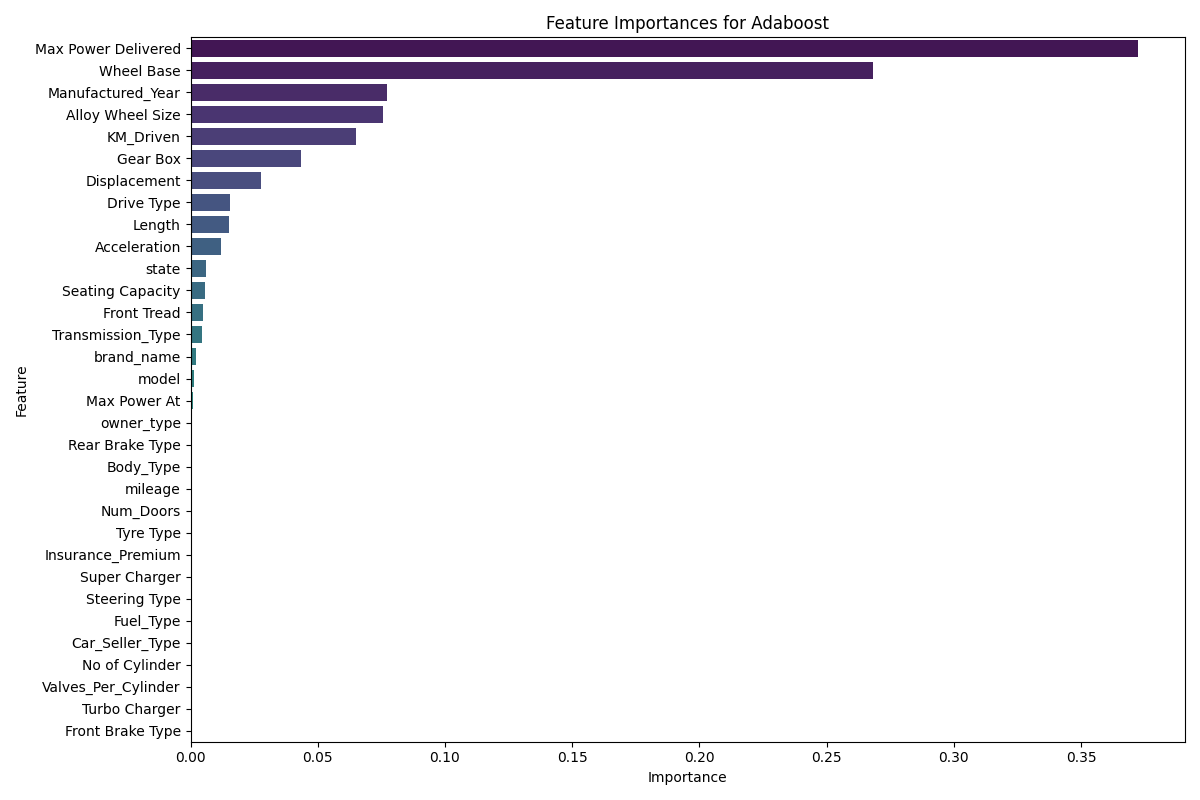 Feature Importances for Adaboost
Max Power Delivered
Wheel Base
Manufactured_Year
Alloy Wheel Size
KM_Driven
Gear Box
Displacement
Drive Type
Length
Acceleration
state
Seating Capacity
Front Tread
Transmission_Type
brand_name
model
Max Power At
owner_type
Rear Brake Type
Body_Type
mileage
Num_Doors
Tyre Type
Insurance_Premium
Super Charger
Steering Type
Fuel_Type
Car_Seller_Type
No of Cylinder
Valves_Per_Cylinder
Turbo Charger
Front Brake Type
Feature
0.00 0.05 0.10 0.15 0.20 0.25 0.30 0.35
Importance